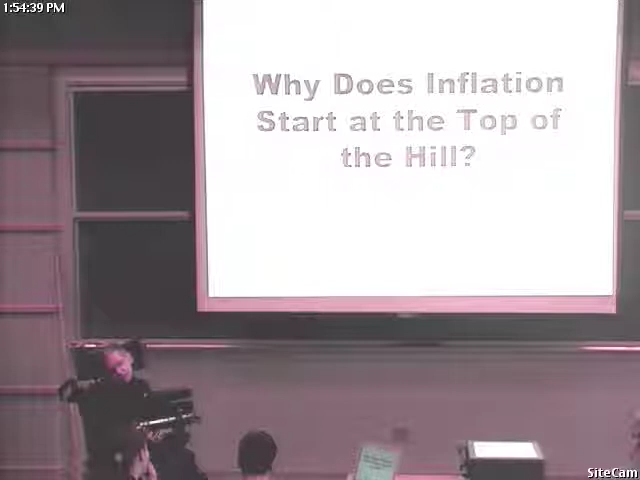 1:54:39 PM
Why Does Inflation
Start at the Top of
the Hill?
SiteCam